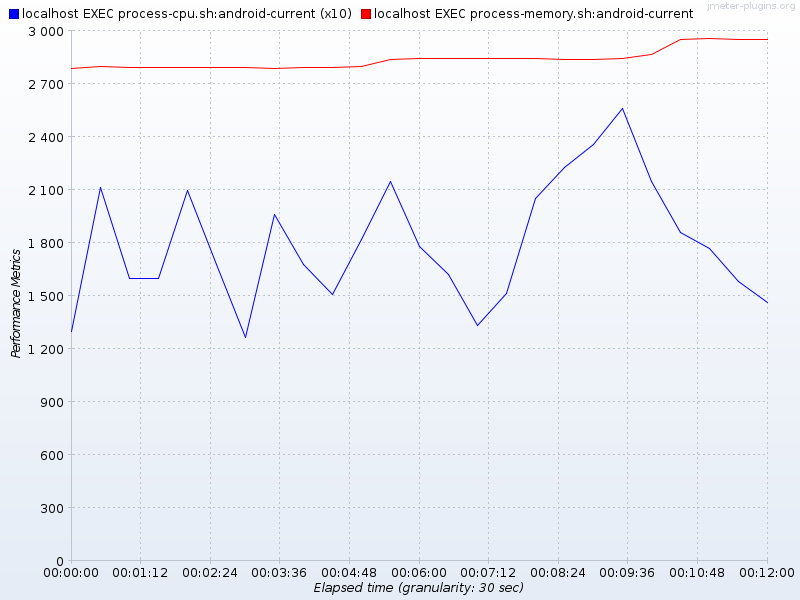 localhost EXEC process-cpu.sh:android-current (x10) localhost EXEC process-memory.sh:android-current
jmeter-plugins.org
3 000
2 700
2 400
2 100
1 800
1 500
1 200
900
600
300
0
Performance Metrics
00:00:00 00:01:12 00:02:24 00:03:36 00:04:48 00:06:00 00:07:12 00:08:24 00:09:36 00:10:48 00:12:00
Elapsed time (granularity: 30 sec)